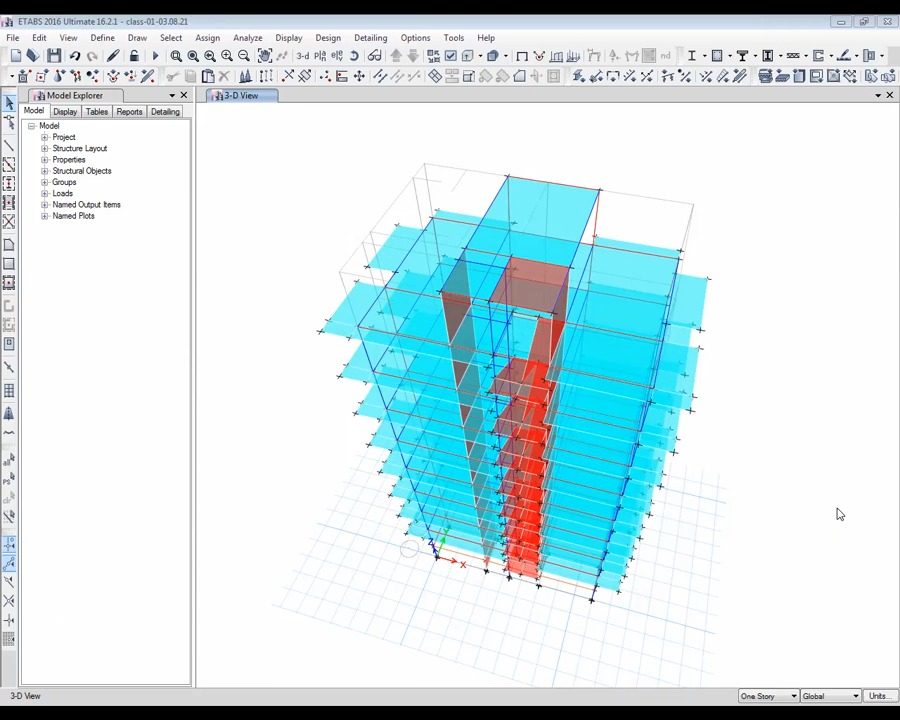 ETABS 2016 Ultimate 16.2.1 - class-01-03.08.21
File Edit View Define Draw Select Assign Analyze Display Design Detailing Options Tools Help
3-d
Model Explorer
3-D View
Model Display Tables Reports Detailing
Model
Project
Structure Layout
Properties
Structural Objects
Groups
Loads
Named Output Items
Named Plots
Z
X
3-D View
One Story
Global
Units...